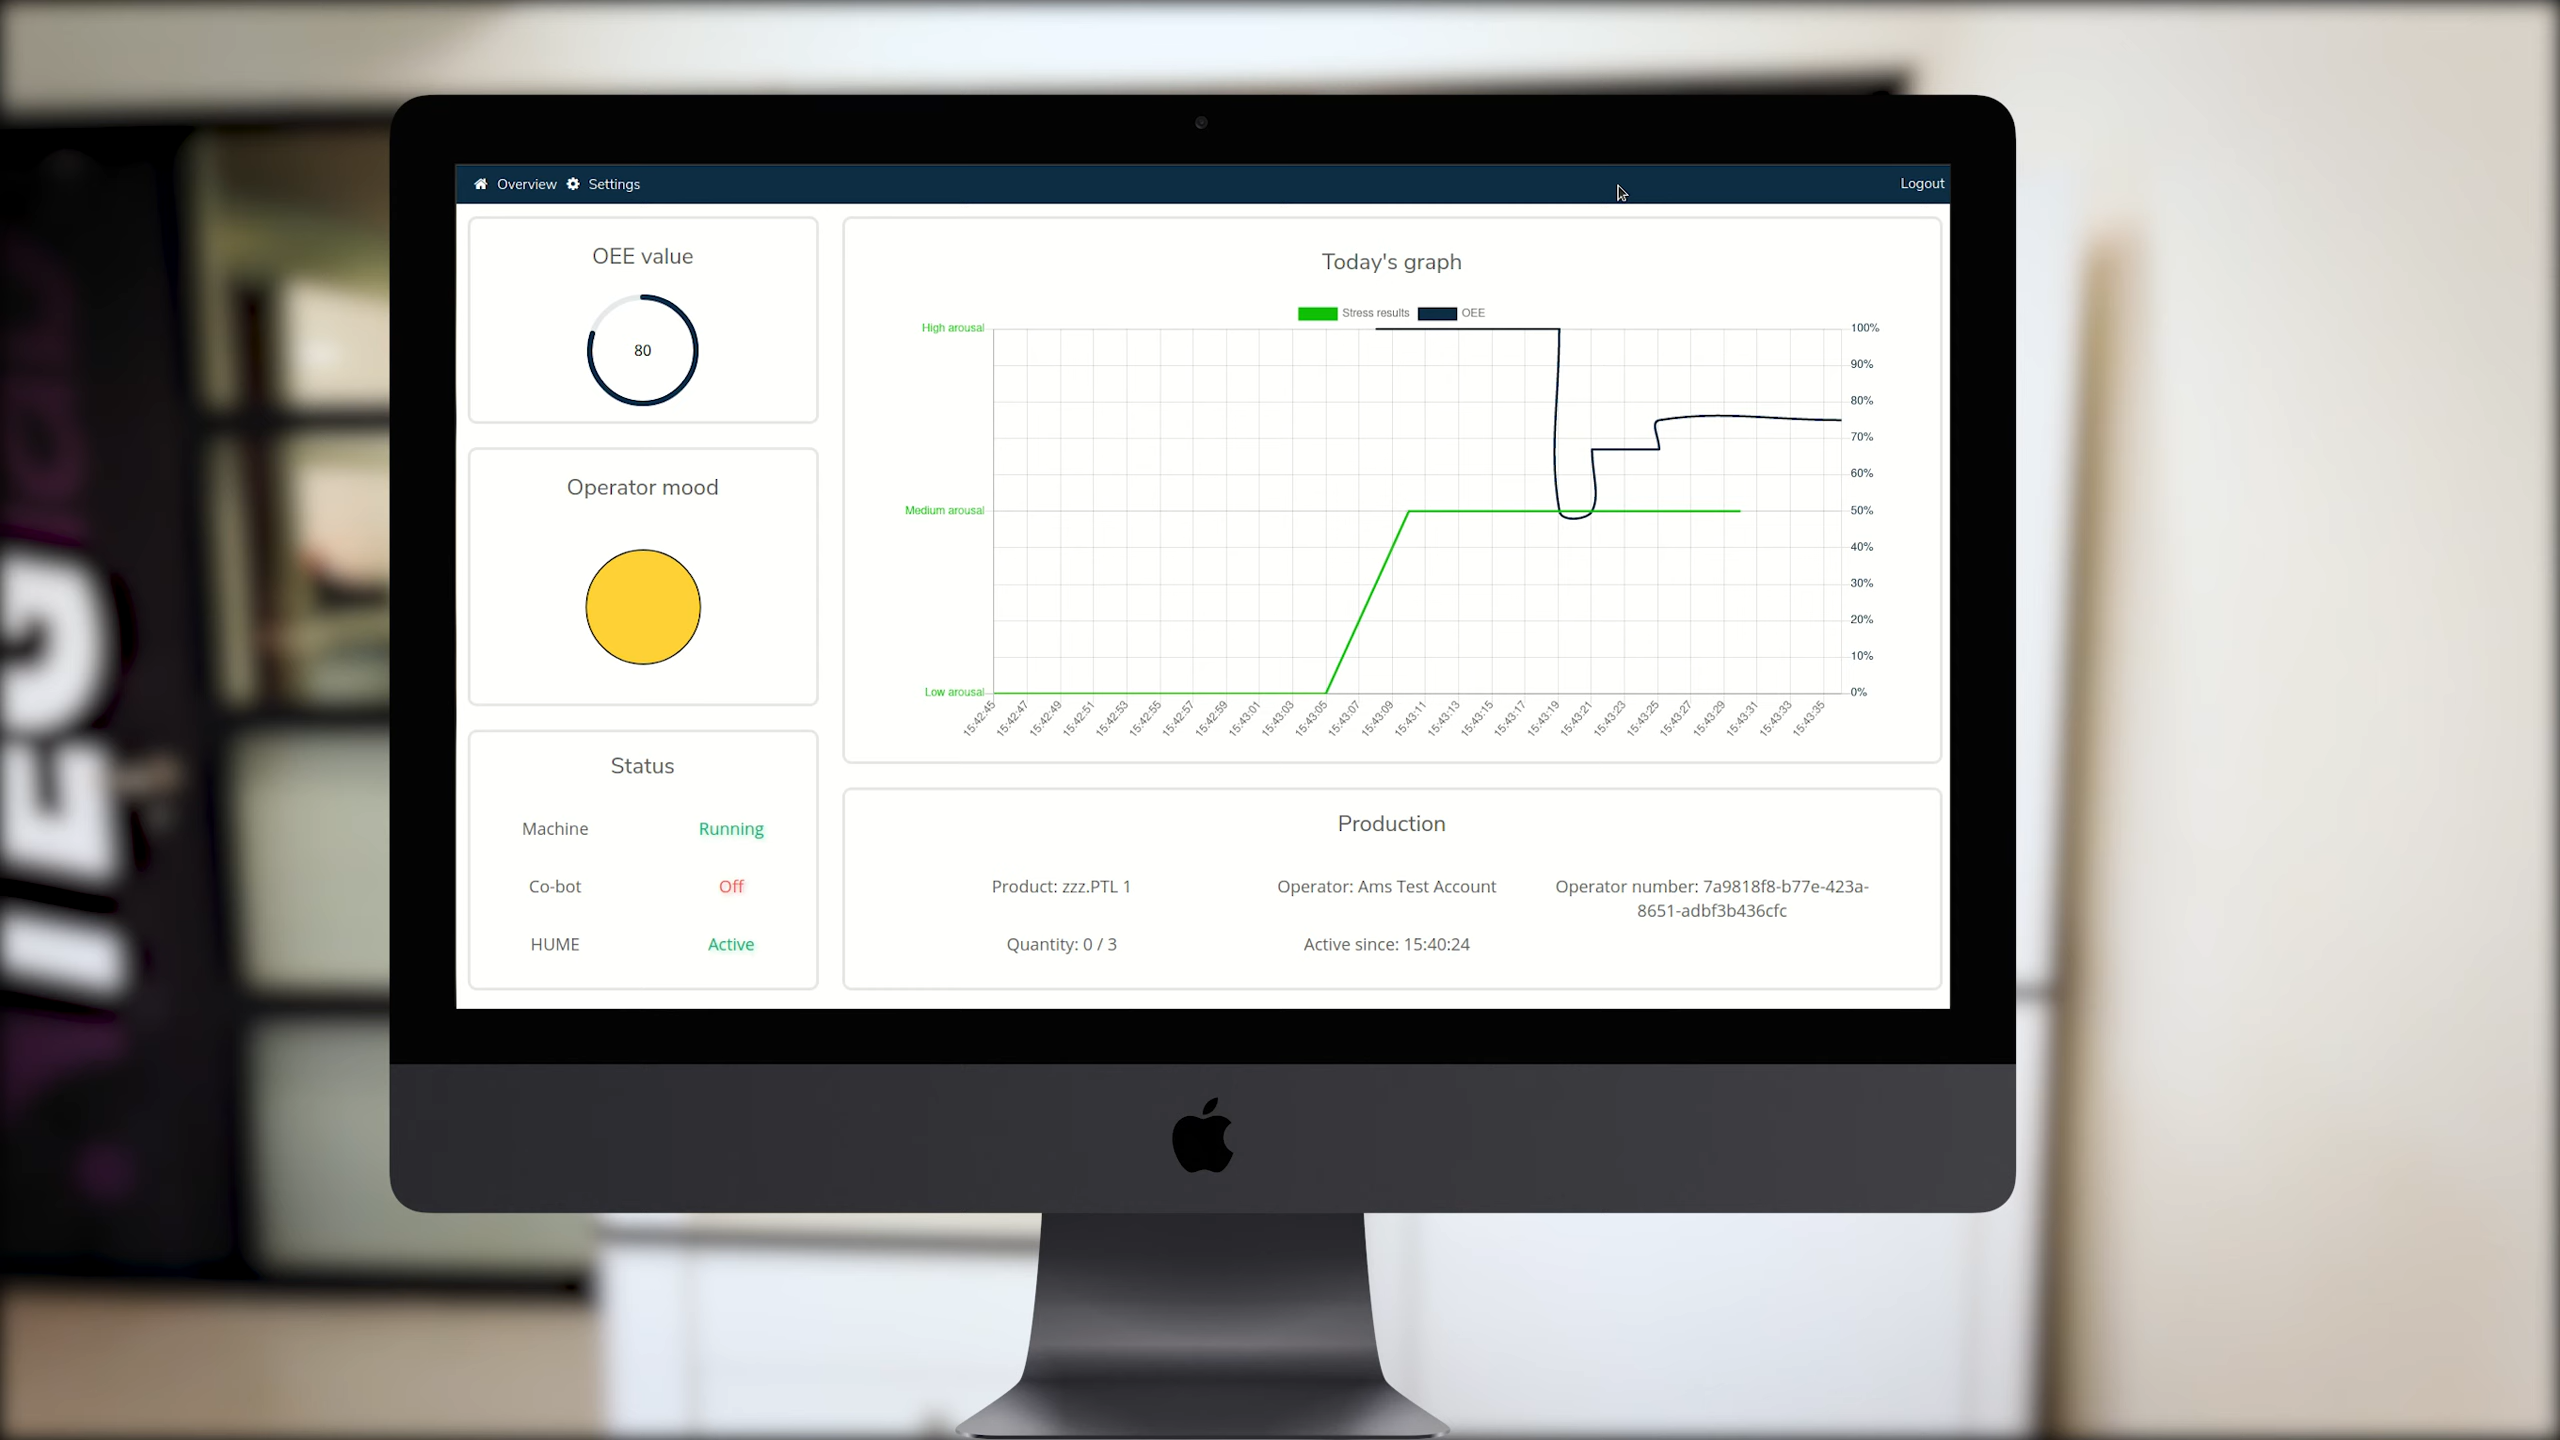 Overview Settings Logout
OEE value
80
Operator mood
Status
Machine Running
Co-bot Off
HUME Active
Today's graph
Stress results OEE
High arousal
Medium arousal
Low arousal
100%
90%
80%
70%
60%
50%
40%
30%
20%
10%
0%
15:42:45 15:42:47 15:42:49 15:42:51 15:42:53 15:42:55 15:42:57 15:42:59 15:43:01 15:43:03 15:43:05 15:43:07 15:43:09 15:43:11 15:43:13 15:43:15 15:43:17 15:43:19 15:43:21 15:43:23 15:43:25 15:43:27 15:43:29 15:43:31 15:43:33 15:43:35
Production
Product: zzz.PTL 1 Operator: Ams Test Account Operator number: 7a9818f8-b77e-423a-
8651-adbf3b436cfc
Quantity: 0 / 3 Active since: 15:40:24